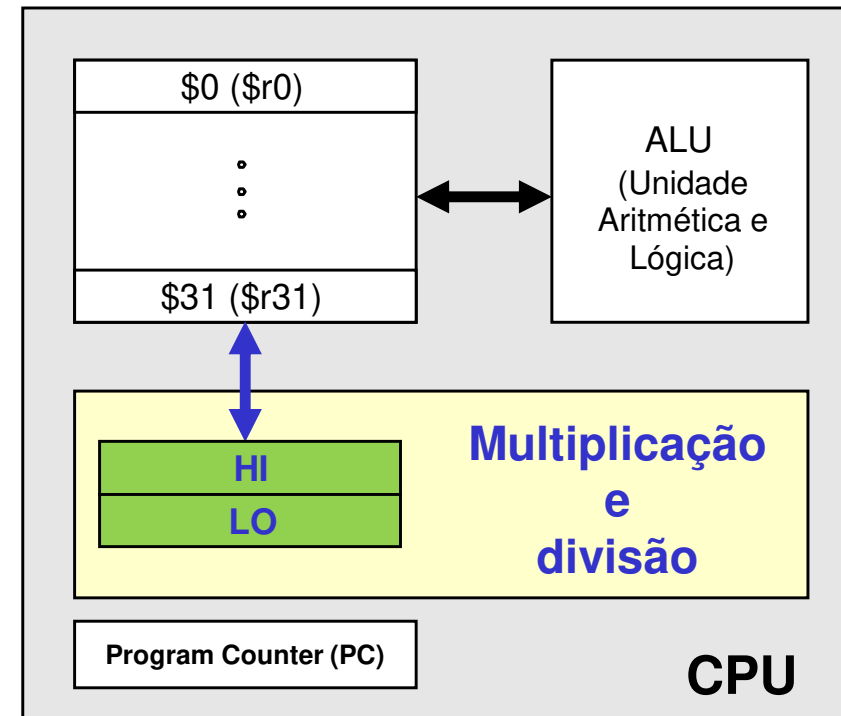 $0 ($r0)
$31 ($r31)
ALU
(Unidade
Aritmética e
Lógica)
HI
LO
Multiplicação
e
divisão
Program Counter (PC)
CPU